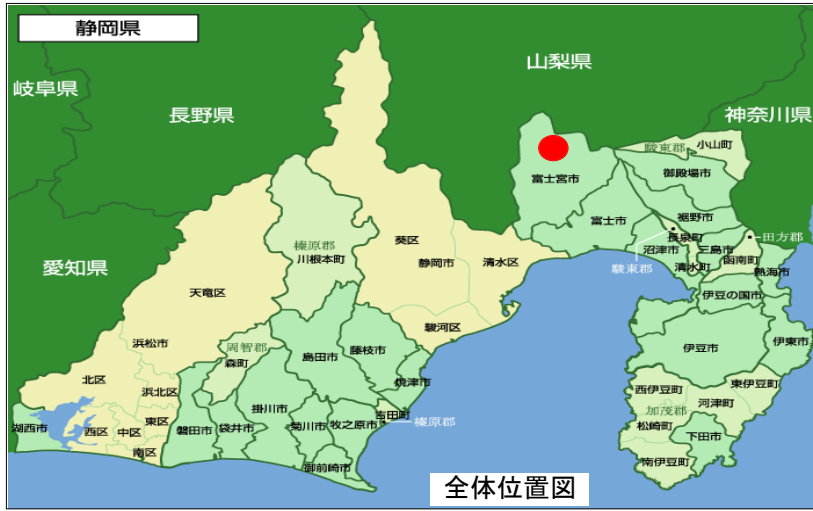 静岡県
山梨県
岐阜県
長野県
神奈川県
駿東郡
小山町
御殿場市
富士宮市
裾野市
富士市
長泉町
田方郡
葵区
榛原郡
川根本町
静岡市
清水区
沼津市
三島市
函南町
駿東郡
清水町
熱海市
愛知県
天竜区
伊豆の国市
駿河区
浜松市
周智郡
森町
島田市
藤枝市
伊豆市
伊東市
北区
浜北区
焼津市
西伊豆町
東伊豆町
掛川市
吉田町
河津町
加茂郡
湖西市
西区
中区
東区
磐田市
袋井市
菊川市
牧之原市
榛原郡
松崎町
下田市
南区
御前崎市
南伊豆町
全体位置図